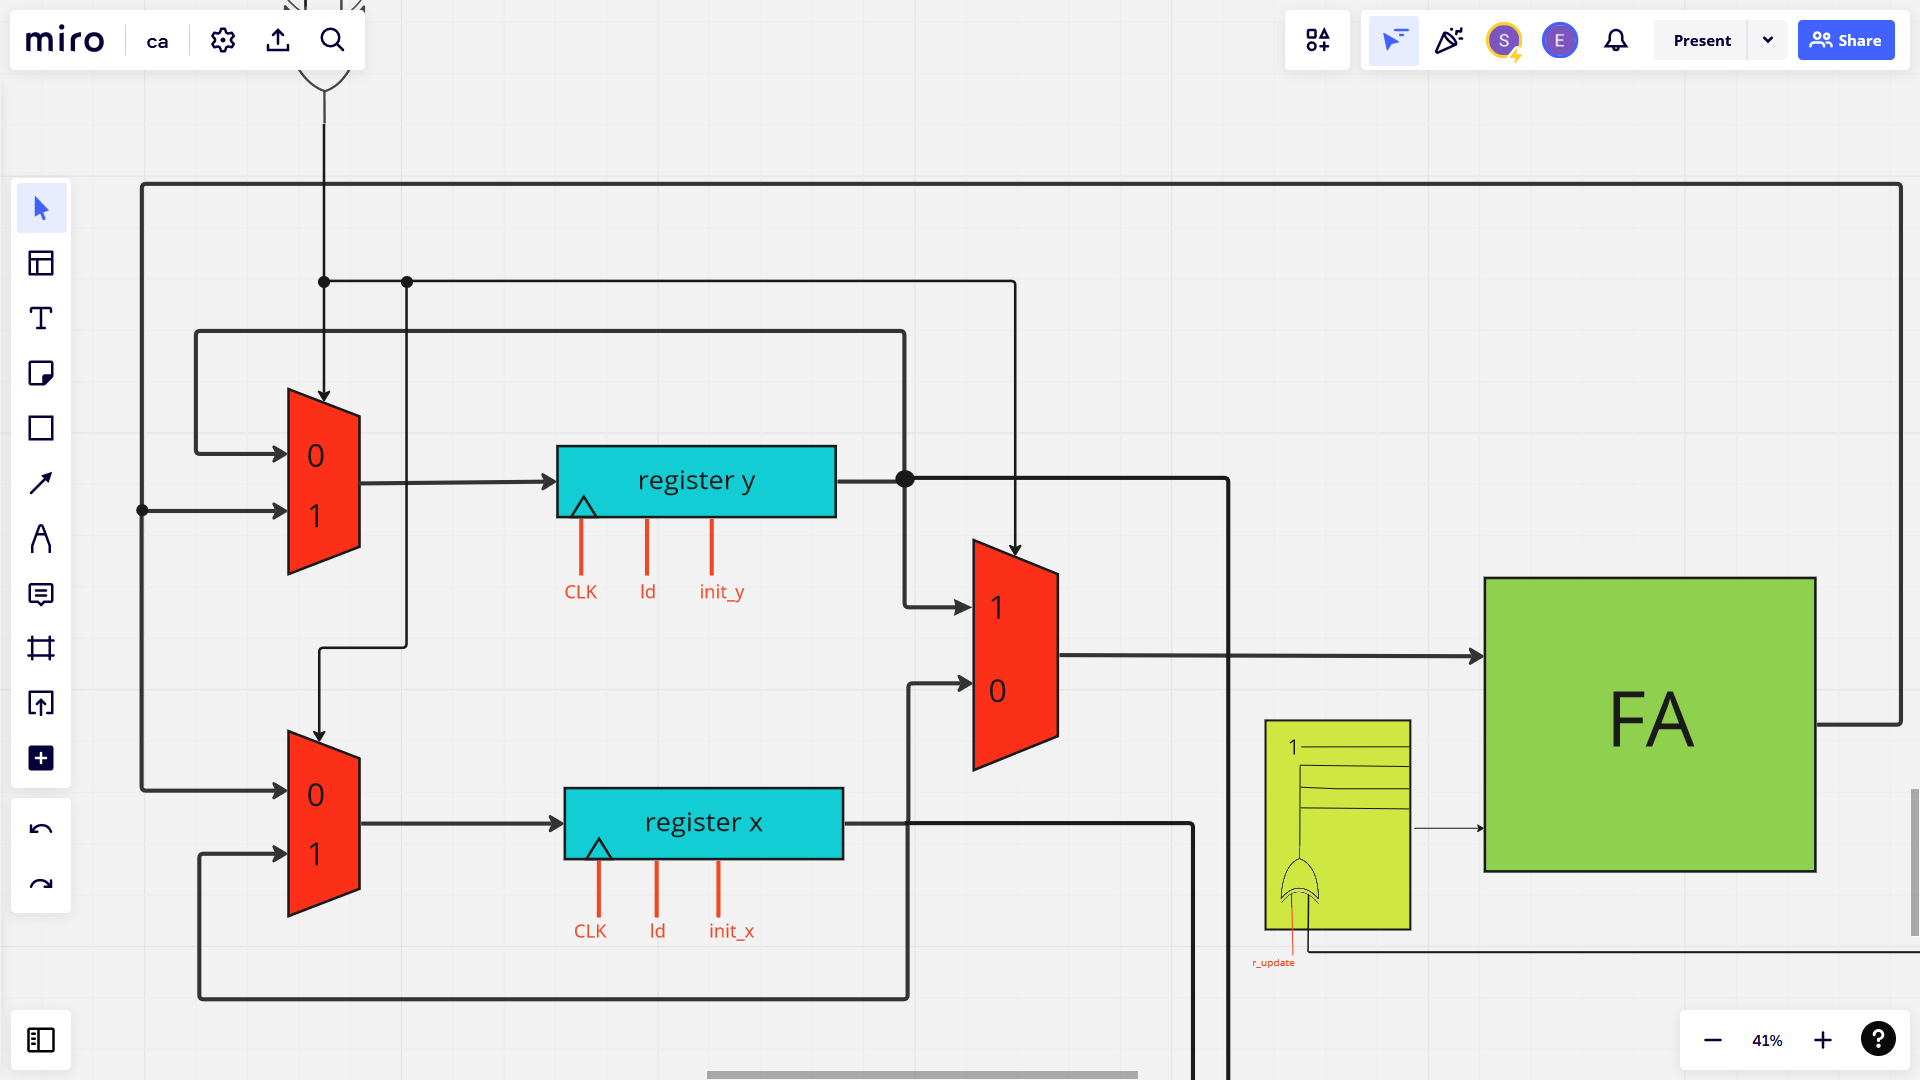 miro
ca
S
E
Present
Share
0
1
register y
CLK
ld
init_y
1
0
FA
1
0
1
register x
CLK
ld
init_x
r_update
41%